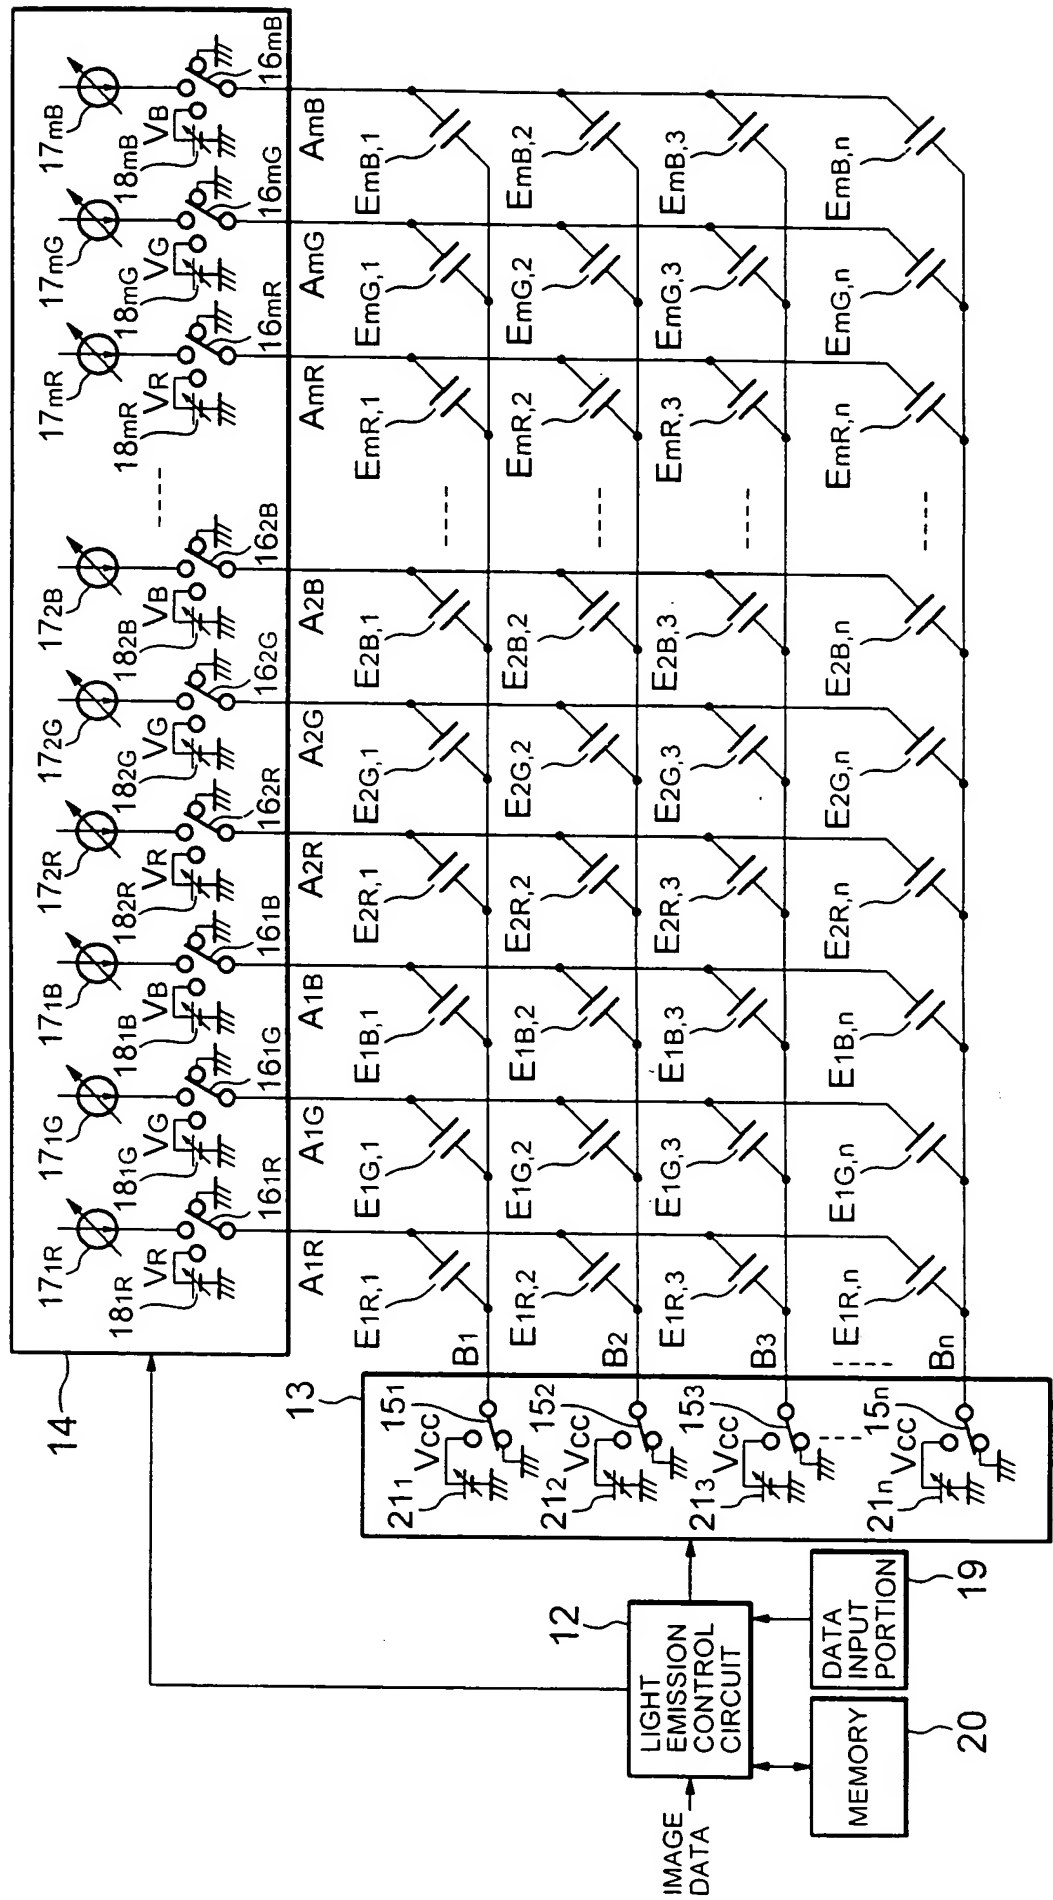 17mB
17mG
17mR
172B
172G
172R
171B
171G
171R
18mB VB
18mG VG
18mR VR
182B VB
182G VG
182R VR
181B VB
181G VG
181R VR
16mB
16mG
16mR
162B
162G
162R
161B
161G
161R
14
AmB
AmG
AmR
A2B
A2G
A2R
A1B
A1G
A1R
EmB,1
EmG,1
EmR,1
E2B,1
E2G,1
E2R,1
E1B,1
E1G,1
E1R,1
EmB,2
EmG,2
EmR,2
E2B,2
E2G,2
E2R,2
E1B,2
E1G,2
E1R,2
EmB,3
EmG,3
EmR,3
E2B,3
E2G,3
E2R,3
E1B,3
E1G,3
E1R,3
EmB,n
EmG,n
EmR,n
E2B,n
E2G,n
E2R,n
E1B,n
E1G,n
E1R,n
B1
B2
B3
Bn
13
151
152
153
15n
VCC
VCC
VCC
VCC
211
212
213
21n
12
LIGHT
EMISSION
CONTROL
CIRCUIT
DATA
INPUT
PORTION
19
MEMORY
20
IMAGE
DATA